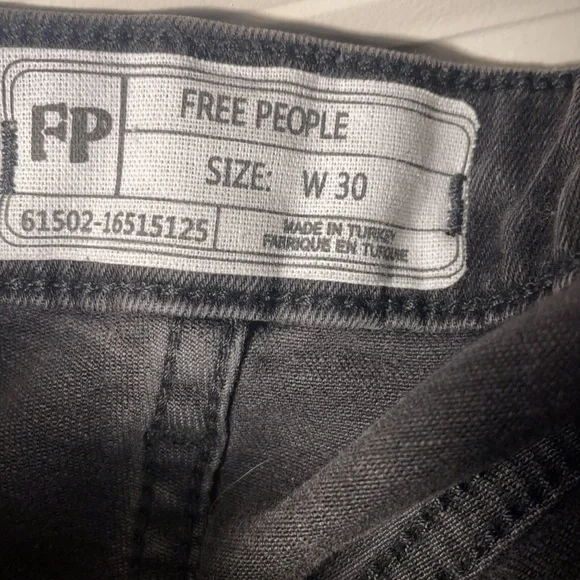 FP
FREE PEOPLE
SIZE: W 30
61502-16515125
MADE IN TURKEY
FABRIQUE EN TURQUIE